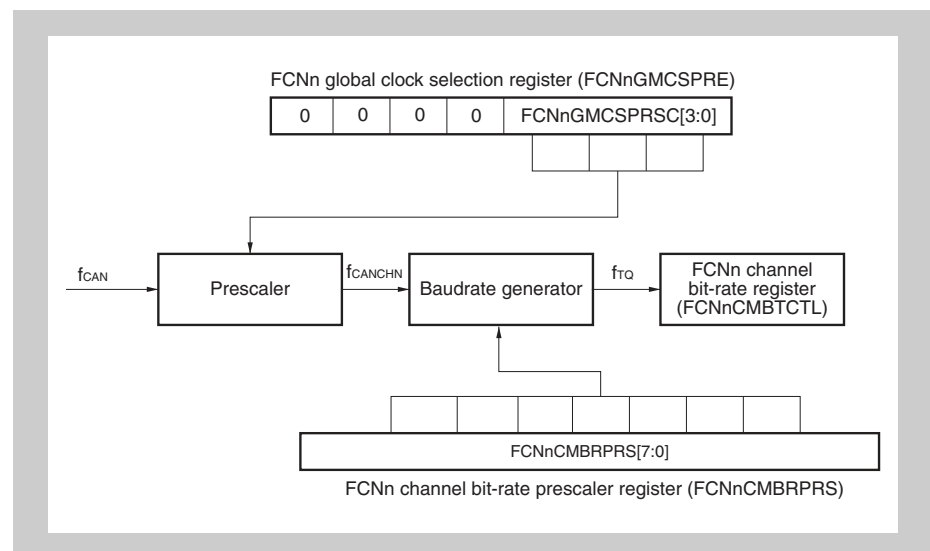 FCNn global clock selection register (FCNnGMCSPRE)
0 0 0 0 FCNnGMCSPRSC[3:0]
fCAN
Prescaler
fCANCHN
Baudrate generator
fTQ
FCNn channel
bit-rate register
(FCNnCMBTCTL)
FCNnCMBRPRS[7:0]
FCNn channel bit-rate prescaler register (FCNnCMBRPRS)